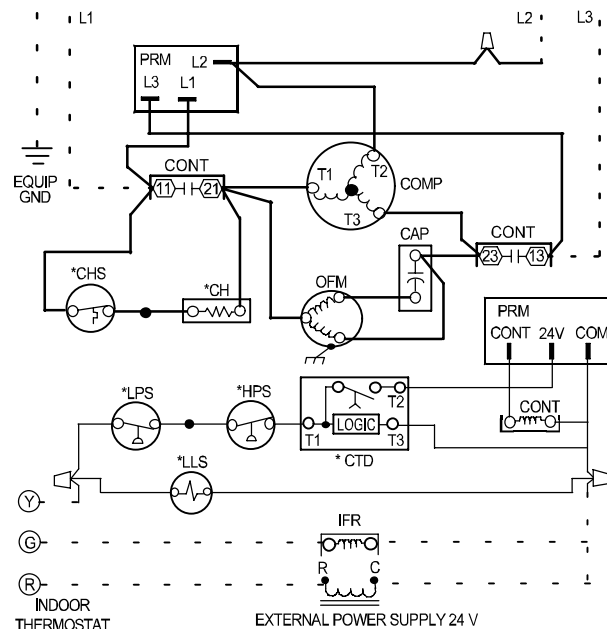 L1
L2
L3
PRM
L2
L3
L1
EQUIP
GND
CONT
11
21
T1
T2
T3
COMP
CONT
23
13
CAP
*CHS
*CH
OFM
PRM
CONT
24V
COM
CONT
*LPS
*HPS
T1
T2
LOGIC
T3
* CTD
*LLS
Y
G
IFR
R
R
C
INDOOR
THERMOSTAT
EXTERNAL POWER SUPPLY 24 V